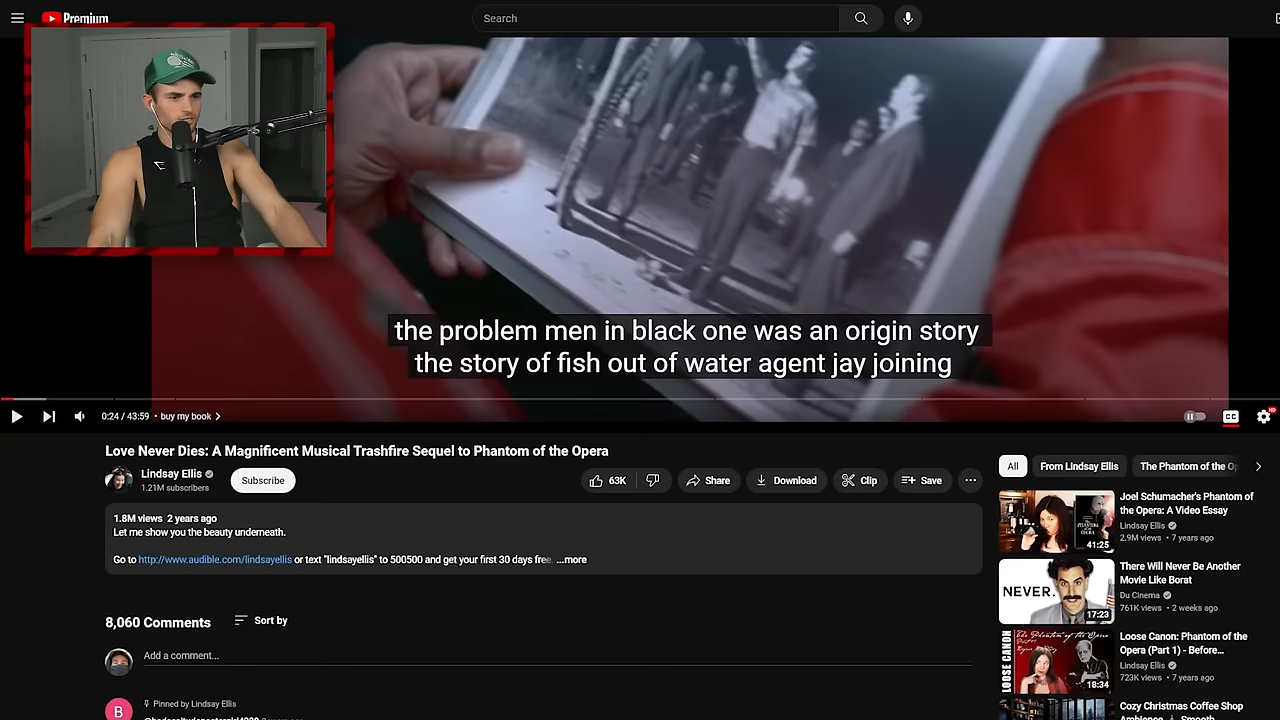 Premium
Search
the problem men in black one was an origin story
the story of fish out of water agent jay joining
0:24 / 43:59 • buy my book
CC
HD
Love Never Dies: A Magnificent Musical Trashfire Sequel to Phantom of the Opera
Lindsay Ellis
1.21M subscribers
Subscribe
63K
Share
Download
Clip
Save
1.8M views 2 years ago
Let me show you the beauty underneath.
Go to http://www.audible.com/lindsayellis or text "lindsayellis" to 500500 and get your first 30 days free. ...more
8,060 Comments
Sort by
Add a comment...
B
Pinned by Lindsay Ellis
All
From Lindsay Ellis
The Phantom of the Op
41:25
Joel Schumacher's Phantom of
the Opera: A Video Essay
Lindsay Ellis
2.9M views • 7 years ago
NEVER.
17:23
There Will Never Be Another
Movie Like Borat
Du Cinema
761K views • 2 weeks ago
LOOSE CANON
18:34
Loose Canon: Phantom of the
Opera (Part 1) - Before...
Lindsay Ellis
723K views • 7 years ago
Cozy Christmas Coffee Shop